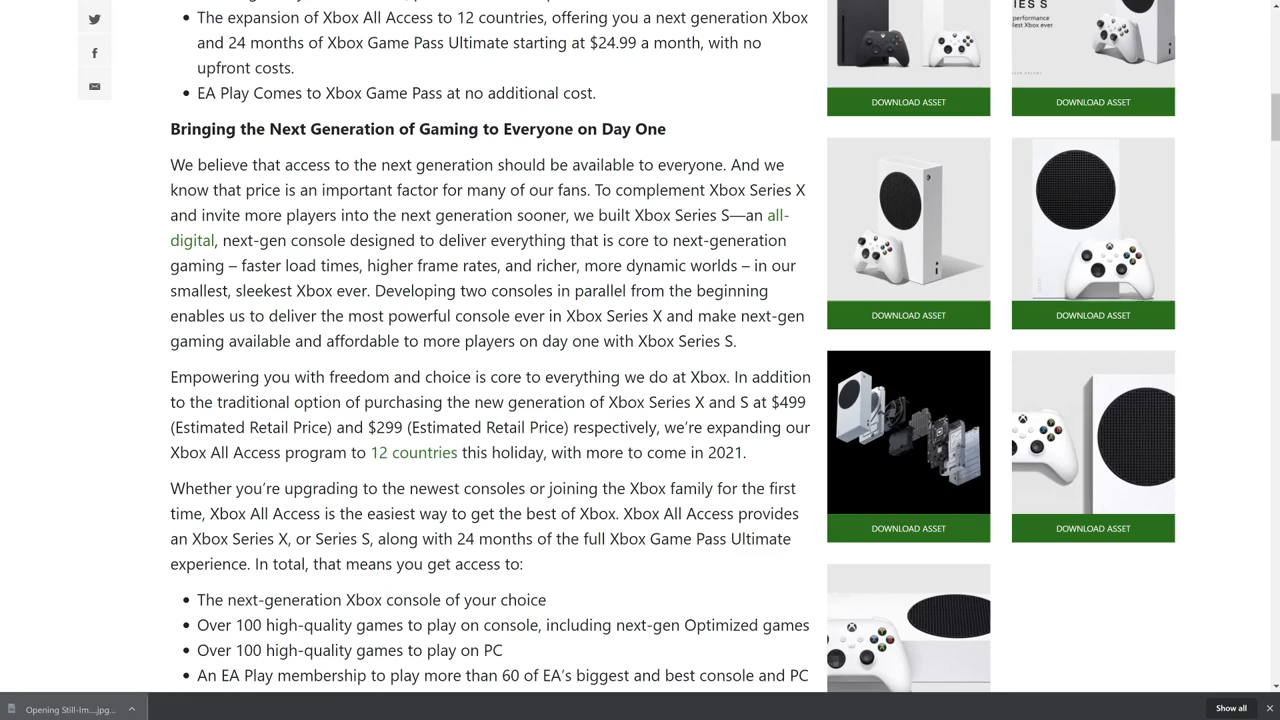 The expansion of Xbox All Access to 12 countries, offering you a next generation Xbox
and 24 months of Xbox Game Pass Ultimate starting at $24.99 a month, with no
upfront costs.
EA Play Comes to Xbox Game Pass at no additional cost.
Bringing the Next Generation of Gaming to Everyone on Day One
We believe that access to the next generation should be available to everyone. And we
know that price is an important factor for many of our fans. To complement Xbox Series X
and invite more players into the next generation sooner, we built Xbox Series S—an all-
digital, next-gen console designed to deliver everything that is core to next-generation
gaming – faster load times, higher frame rates, and richer, more dynamic worlds – in our
smallest, sleekest Xbox ever. Developing two consoles in parallel from the beginning
enables us to deliver the most powerful console ever in Xbox Series X and make next-gen
gaming available and affordable to more players on day one with Xbox Series S.
Empowering you with freedom and choice is core to everything we do at Xbox. In addition
to the traditional option of purchasing the new generation of Xbox Series X and S at $499
(Estimated Retail Price) and $299 (Estimated Retail Price) respectively, we’re expanding our
Xbox All Access program to 12 countries this holiday, with more to come in 2021.
Whether you’re upgrading to the newest consoles or joining the Xbox family for the first
time, Xbox All Access is the easiest way to get the best of Xbox. Xbox All Access provides
an Xbox Series X, or Series S, along with 24 months of the full Xbox Game Pass Ultimate
experience. In total, that means you get access to:
The next-generation Xbox console of your choice
Over 100 high-quality games to play on console, including next-gen Optimized games
Over 100 high-quality games to play on PC
An EA Play membership to play more than 60 of EA’s biggest and best console and PC
performance
Xbox ever
DOWNLOAD ASSET
DOWNLOAD ASSET
DOWNLOAD ASSET
DOWNLOAD ASSET
DOWNLOAD ASSET
DOWNLOAD ASSET
Opening Still-Im....jpg...
Show all